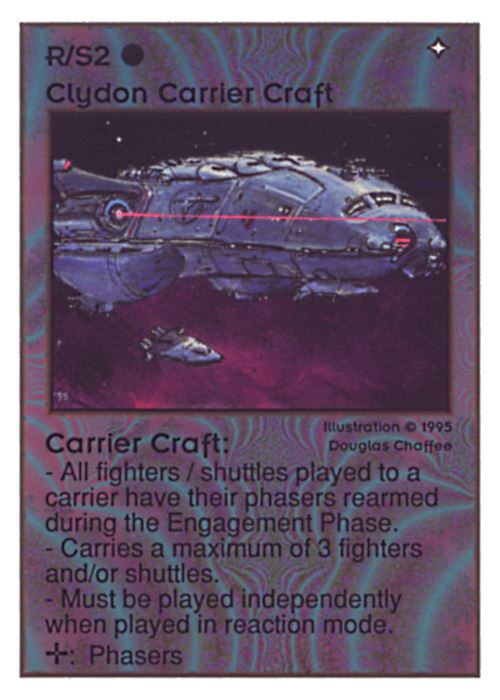 R/S2
Clydon Carrier Craft
'95
Illustration © 1995
Douglas Chaffee
Carrier Craft:
- All fighters / shuttles played to a
carrier have their phasers rearmed
during the Engagement Phase.
- Carries a maximum of 3 fighters
and/or shuttles.
- Must be played independently
when played in reaction mode.
: Phasers